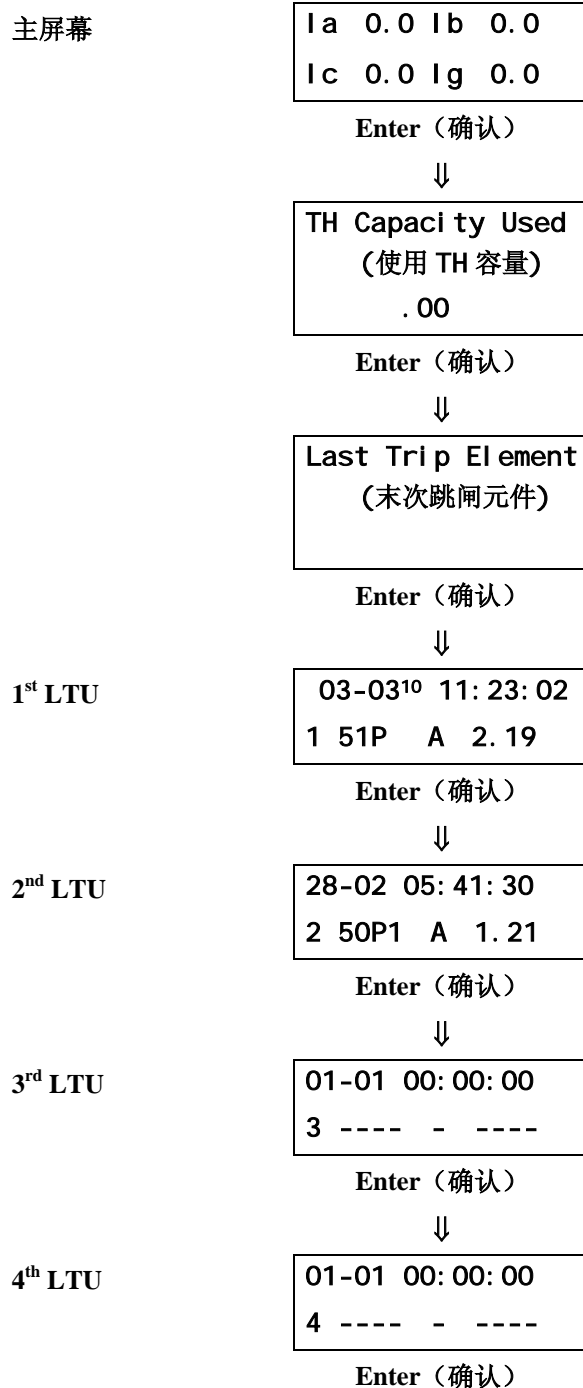 主屏幕
Ia 0.0 Ib 0.0
Ic 0.0 Ig 0.0
Enter（确认）
⇓
TH Capacity Used
(使用 TH 容量)
.00
Enter（确认）
⇓
Last Trip Element
(末次跳闸元件)
Enter（确认）
⇓
1st LTU
03-03¹⁰ 11:23:02
1 51P A 2.19
Enter（确认）
⇓
2nd LTU
28-02 05:41:30
2 50P1 A 1.21
Enter（确认）
⇓
3rd LTU
01-01 00:00:00
3 ---- - ----
Enter（确认）
⇓
4th LTU
01-01 00:00:00
4 ---- - ----
Enter（确认）